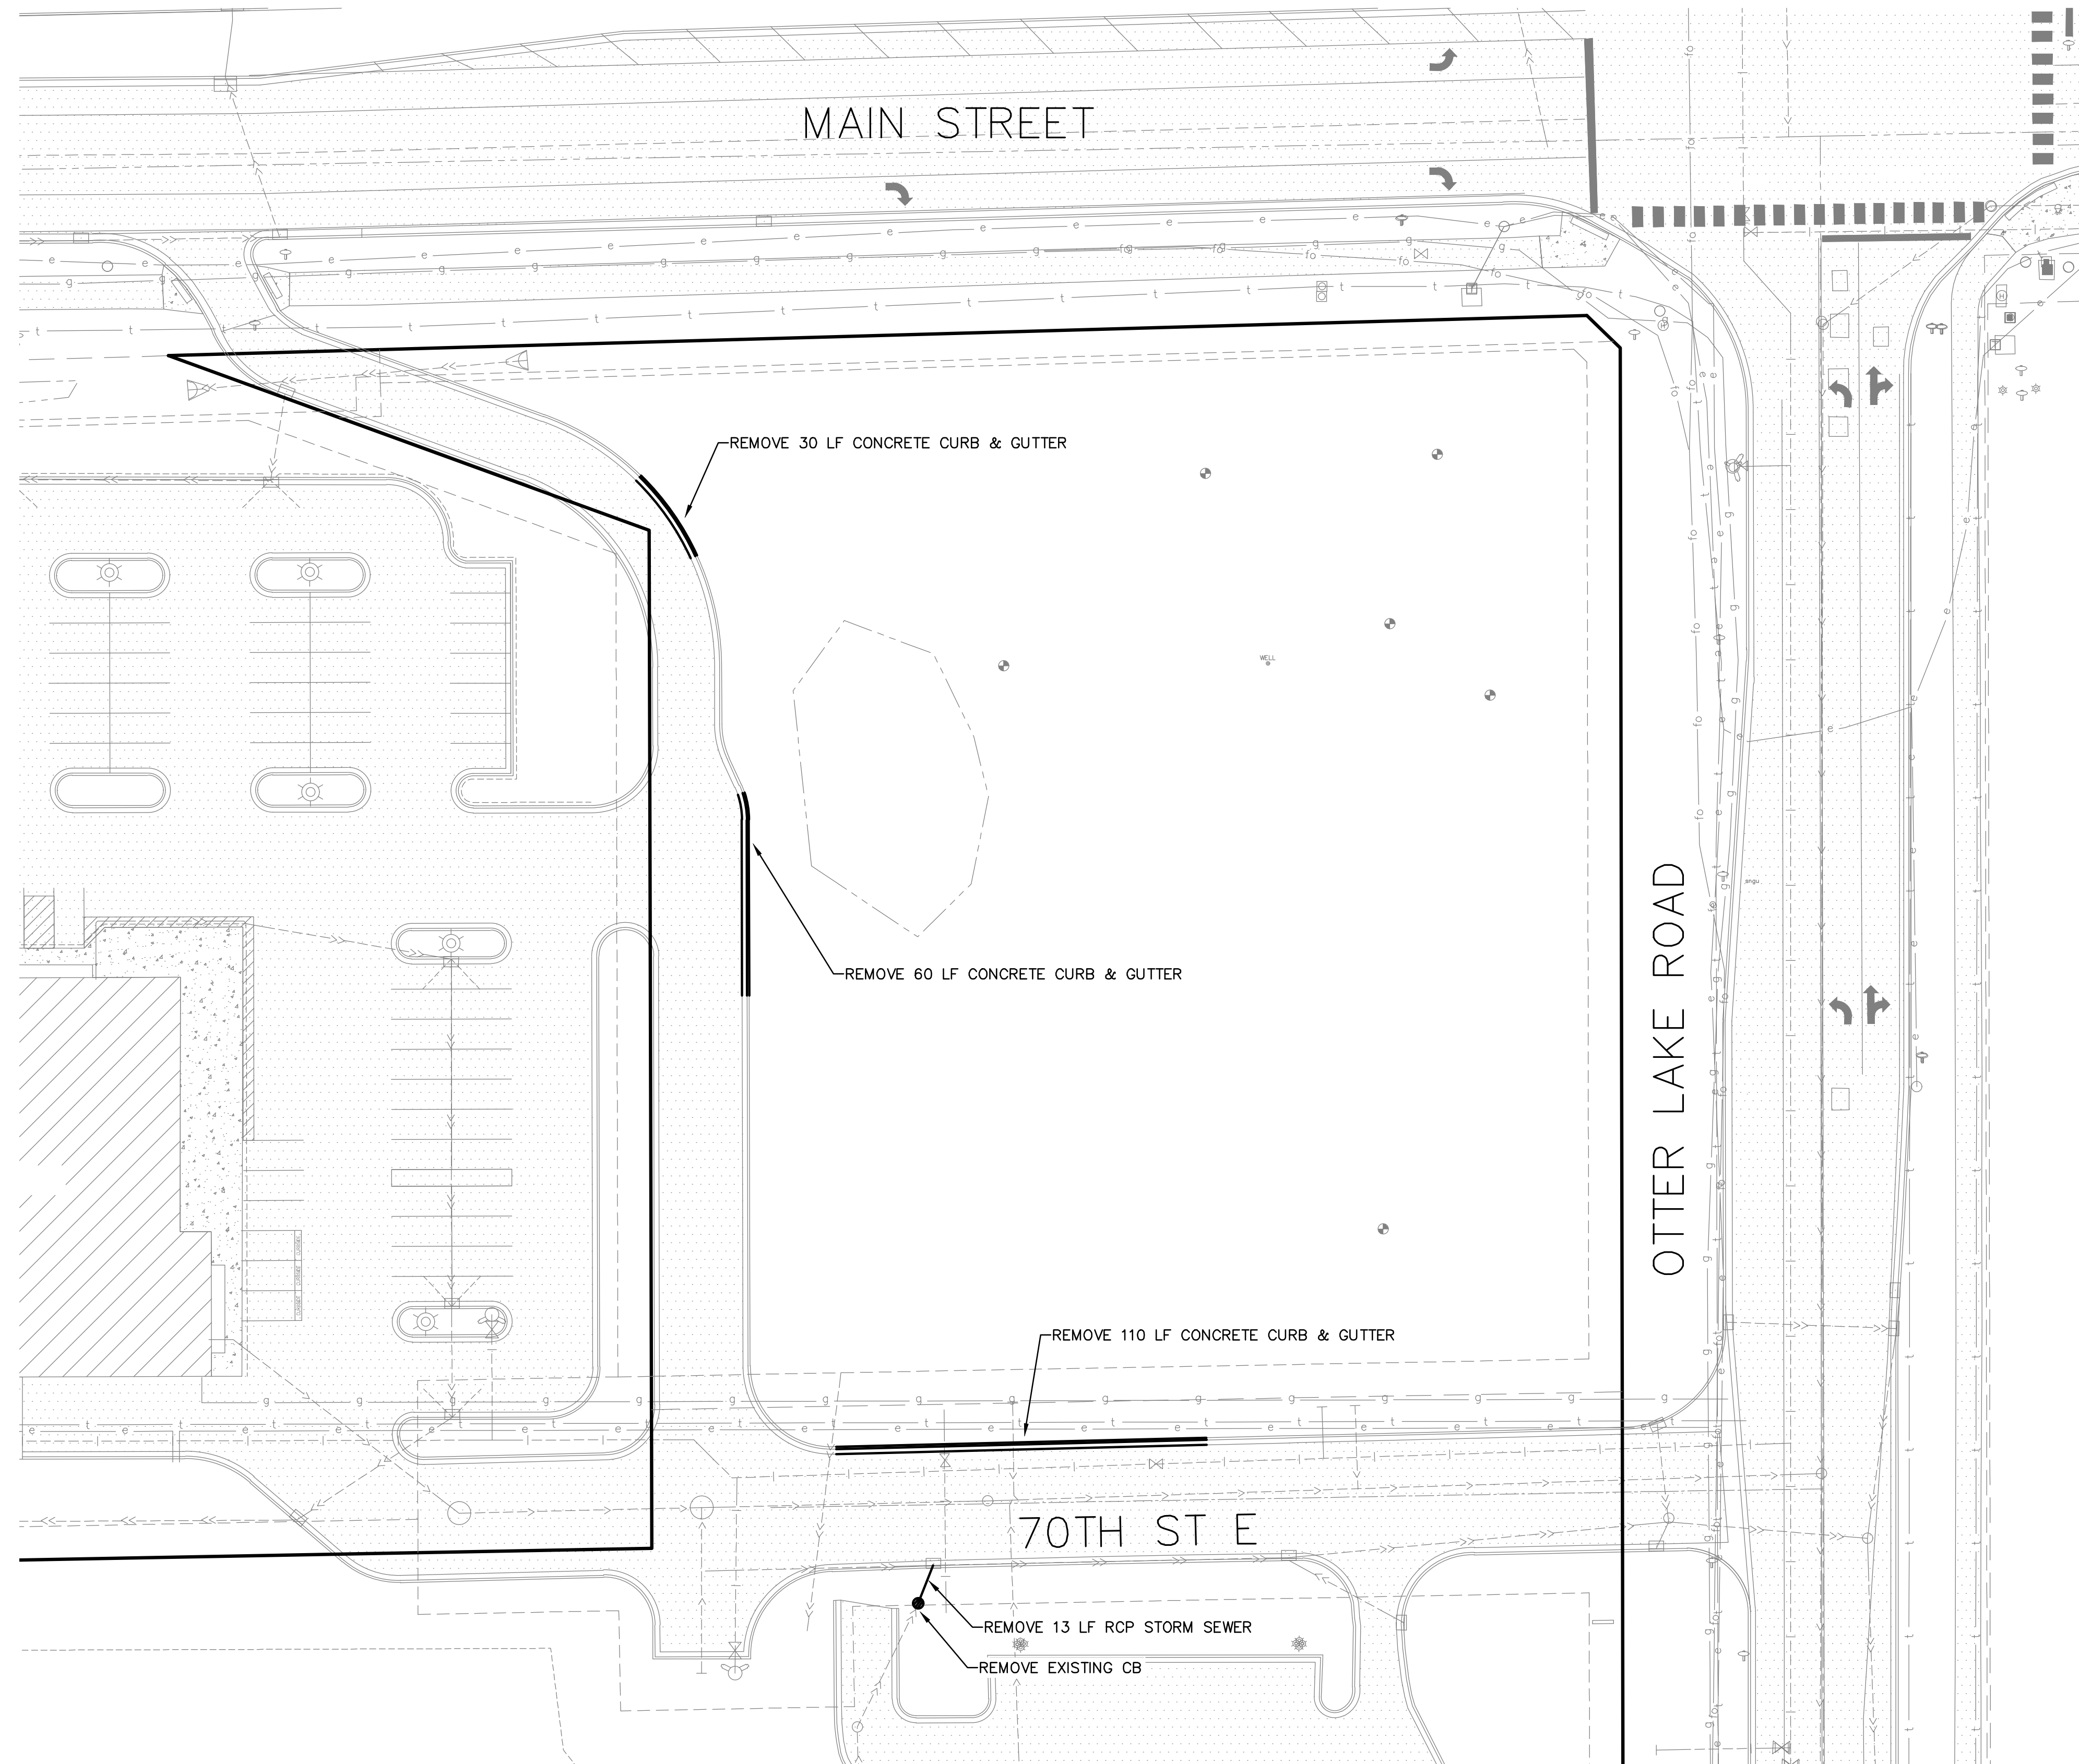 MAIN STREET
REMOVE 30 LF CONCRETE CURB & GUTTER
WELL
OTTER LAKE ROAD
REMOVE 60 LF CONCRETE CURB & GUTTER
REMOVE 110 LF CONCRETE CURB & GUTTER
70TH ST E
REMOVE 13 LF RCP STORM SEWER
REMOVE EXISTING CB